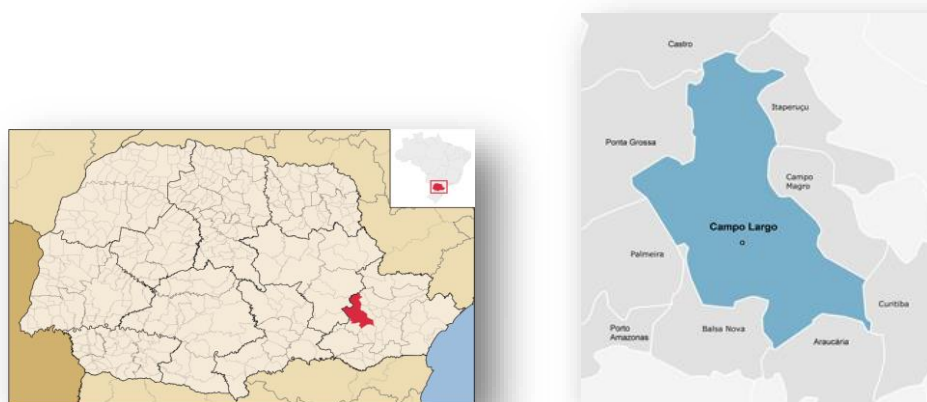 Castro
Itaperuçu
Ponta Grossa
Campo
Magro
Campo Largo
Palmeira
Curitiba
Porto
Amazonas
Balsa Nova
Araucária